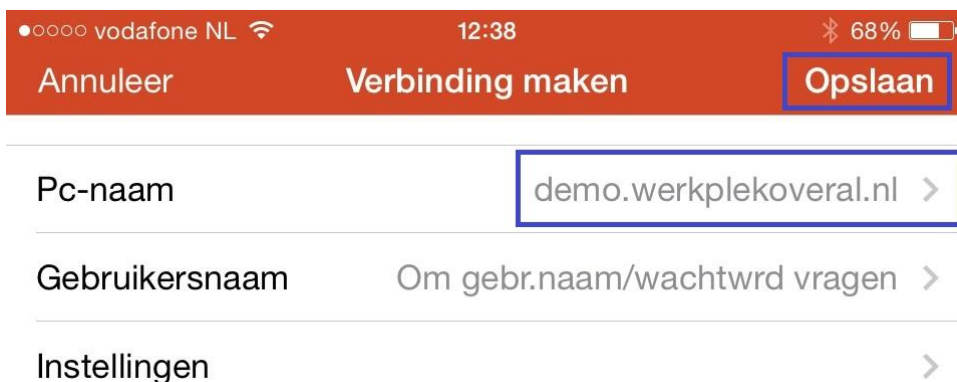 vodafone NL 12:38 68%
Annuleer Verbinding maken Opslaan
Pc-naam demo.werkplekoveral.nl
Gebruikersnaam Om gebr.naam/wachtwrd vragen
Instellingen